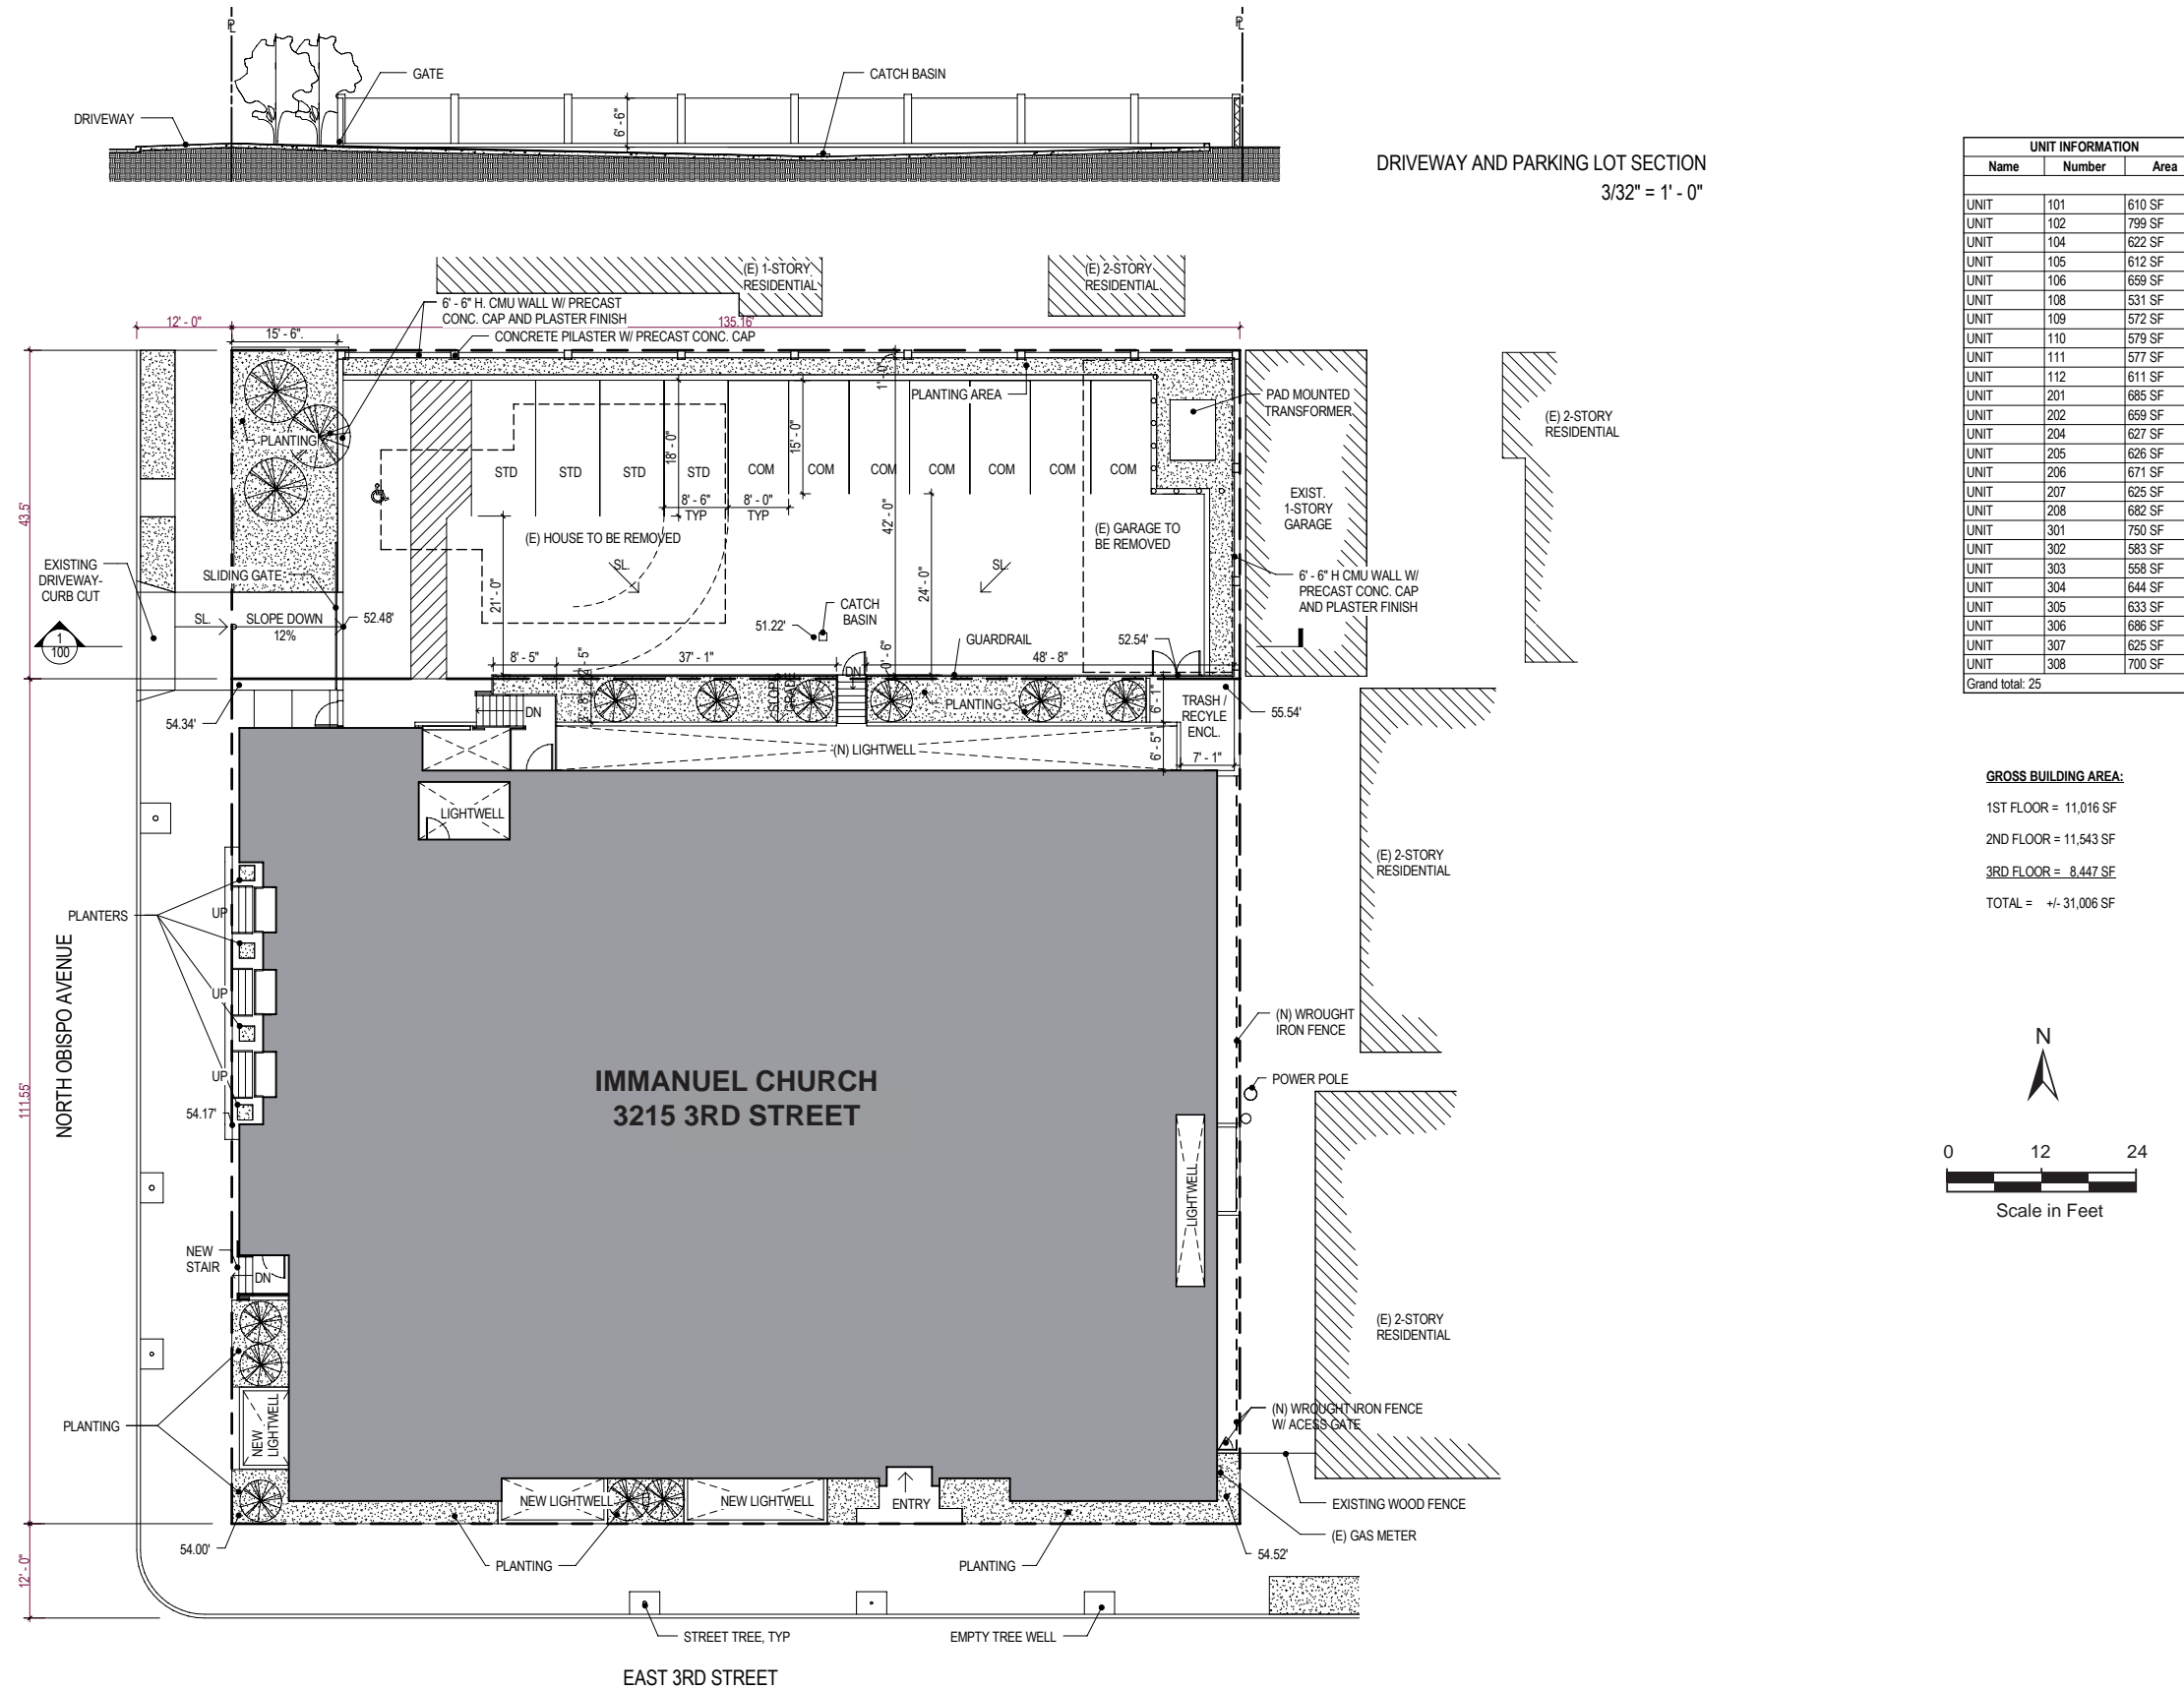 GATE
CATCH BASIN
DRIVEWAY
6' - 6"
DRIVEWAY AND PARKING LOT SECTION
3/32" = 1' - 0"
UNIT INFORMATION
Name Number Area
UNIT 101 610 SF
UNIT 102 799 SF
UNIT 104 622 SF
UNIT 105 612 SF
UNIT 106 659 SF
UNIT 108 531 SF
UNIT 109 572 SF
UNIT 110 579 SF
UNIT 111 577 SF
UNIT 112 611 SF
UNIT 201 685 SF
UNIT 202 659 SF
UNIT 204 627 SF
UNIT 205 626 SF
UNIT 206 671 SF
UNIT 207 625 SF
UNIT 208 682 SF
UNIT 301 750 SF
UNIT 302 583 SF
UNIT 303 558 SF
UNIT 304 644 SF
UNIT 305 633 SF
UNIT 306 686 SF
UNIT 307 625 SF
UNIT 308 700 SF
Grand total: 25
GROSS BUILDING AREA:
1ST FLOOR = 11,016 SF
2ND FLOOR = 11,543 SF
3RD FLOOR = 8,447 SF
TOTAL = +/- 31,006 SF
N
0 12 24
Scale in Feet
(E) 1-STORY
RESIDENTIAL
(E) 2-STORY
RESIDENTIAL
6' - 6" H. CMU WALL W/ PRECAST
CONC. CAP AND PLASTER FINISH
12' - 0"
135.16'
15' - 6".
CONCRETE PILASTER W/ PRECAST CONC. CAP
1'-0"
PLANTING AREA
PAD MOUNTED
TRANSFORMER
(E) 2-STORY
RESIDENTIAL
PLANTING
STD STD STD STD COM COM COM COM COM COM COM
18' - 0"
15' - 0"
8' - 6"
TYP
8' - 0"
TYP
43.5'
42' - 0"
EXIST.
1-STORY
GARAGE
(E) HOUSE TO BE REMOVED
(E) GARAGE TO
BE REMOVED
EXISTING
DRIVEWAY-
CURB CUT
SLIDING GATE
SL.
SL.
6' - 6" H CMU WALL W/
PRECAST CONC. CAP
AND PLASTER FINISH
21' - 0"
24' - 0"
SL.
SLOPE DOWN
12%
52.48'
CATCH
BASIN
51.22'
1
100
GUARDRAIL
52.54'
8' - 5"
37' - 1"
0' - 6"
48' - 8"
DN
SLOPE
GRADE
6' - 1"
54.34'
DN
PLANTING
TRASH /
RECYLE
ENCL.
55.54'
(N) LIGHTWELL
6' - 5"
7' - 1"
LIGHTWELL
PLANTERS
UP
UP
UP
(E) 2-STORY
RESIDENTIAL
NORTH OBISPO AVENUE
(N) WROUGHT
IRON FENCE
IMMANUEL CHURCH
3215 3RD STREET
POWER POLE
111.55'
54.17'
LIGHTWELL
NEW
STAIR
DN
(E) 2-STORY
RESIDENTIAL
NEW
LIGHTWELL
PLANTING
(N) WROUGHT IRON FENCE
W/ ACESS GATE
NEW LIGHTWELL
NEW LIGHTWELL
ENTRY
EXISTING WOOD FENCE
(E) GAS METER
54.00'
54.52'
PLANTING
PLANTING
12' - 0"
STREET TREE, TYP
EMPTY TREE WELL
EAST 3RD STREET